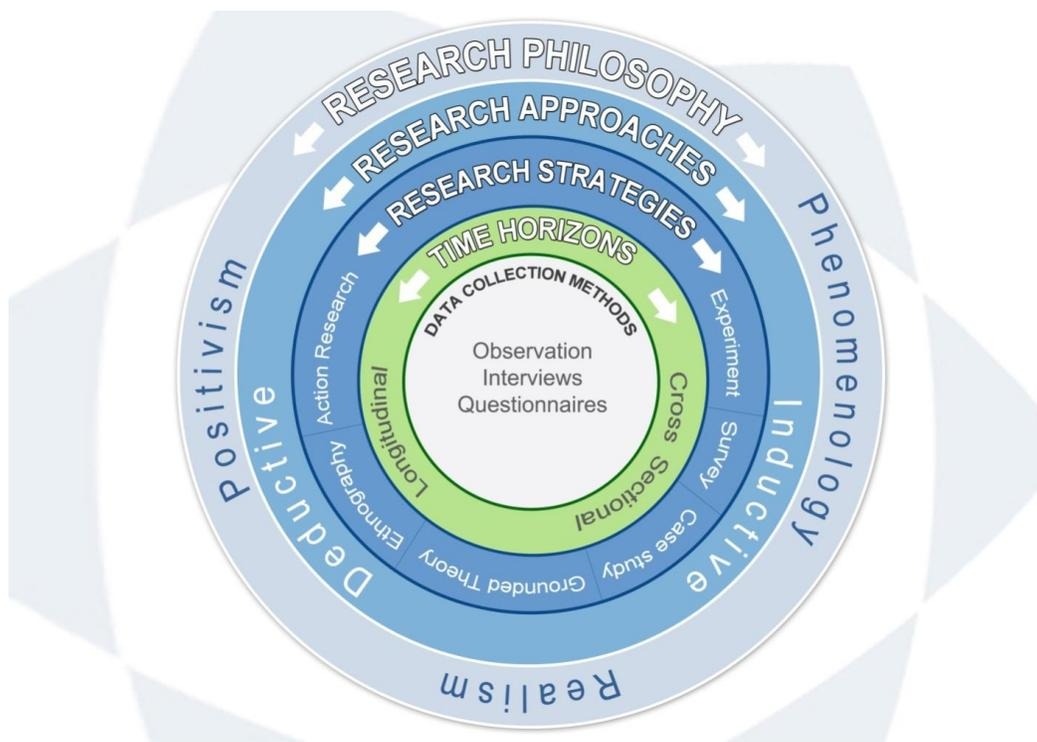 RESEARCH PHILOSOPHY
Positivism
Realism
Phenomenology
RESEARCH APPROACHES
Deductive
Inductive
RESEARCH STRATEGIES
Experiment
Survey
Case study
Grounded Theory
Ethnography
Action Research
TIME HORIZONS
Longitudinal
Cross Sectional
DATA COLLECTION METHODS
Observation
Interviews
Questionnaires